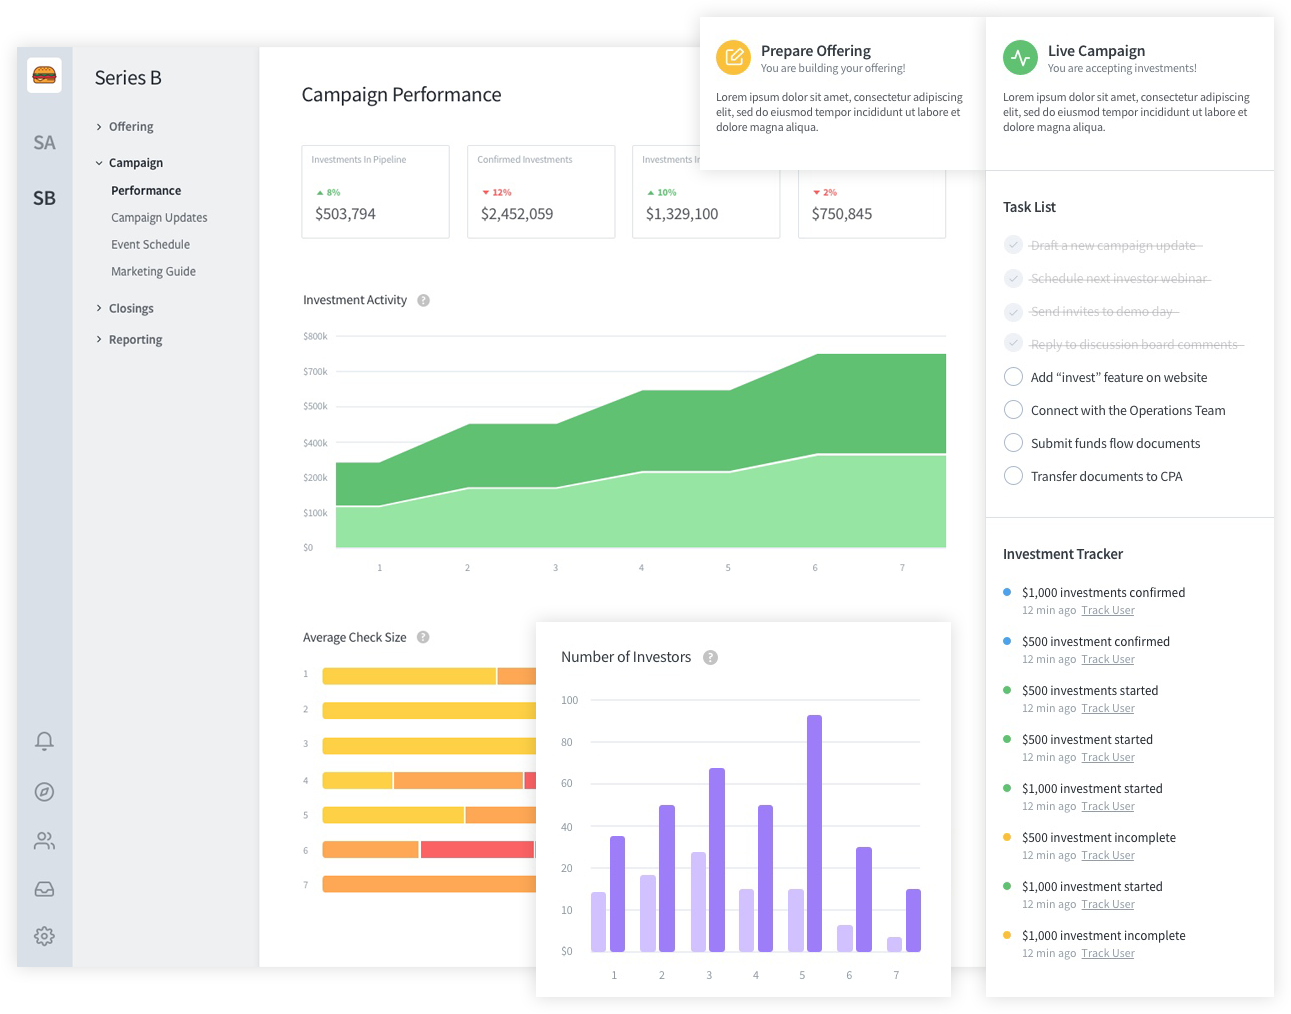 SA
SB
Series B
Offering
Campaign
Performance
Campaign Updates
Event Schedule
Marketing Guide
Closings
Reporting
Campaign Performance
Investments In Pipeline
8%
$503,794
Confirmed Investments
12%
$2,452,059
Investments
10%
$1,329,100
2%
$750,845
Investment Activity ?
$800k
$700k
$500k
$400k
$200k
$100k
$0
1 2 3 4 5 6 7
Average Check Size ?
1
2
3
4
5
6
7
Number of Investors ?
100
80
60
40
20
10
$0
1 2 3 4 5 6 7
Prepare Offering
You are building your offering!
Lorem ipsum dolor sit amet, consectetur adipiscing
elit, sed do eiusmod tempor incididunt ut labore et
dolore magna aliqua.
Live Campaign
You are accepting investments!
Lorem ipsum dolor sit amet, consectetur adipiscing
elit, sed do eiusmod tempor incididunt ut labore et
dolore magna aliqua.
Task List
Draft a new campaign update
Schedule next investor webinar
Send invites to demo day
Reply to discussion board comments
Add “invest” feature on website
Connect with the Operations Team
Submit funds flow documents
Transfer documents to CPA
Investment Tracker
$1,000 investments confirmed
12 min ago Track User
$500 investment confirmed
12 min ago Track User
$500 investments started
12 min ago Track User
$500 investment started
12 min ago Track User
$1,000 investment started
12 min ago Track User
$500 investment incomplete
12 min ago Track User
$1,000 investment started
12 min ago Track User
$1,000 investment incomplete
12 min ago Track User